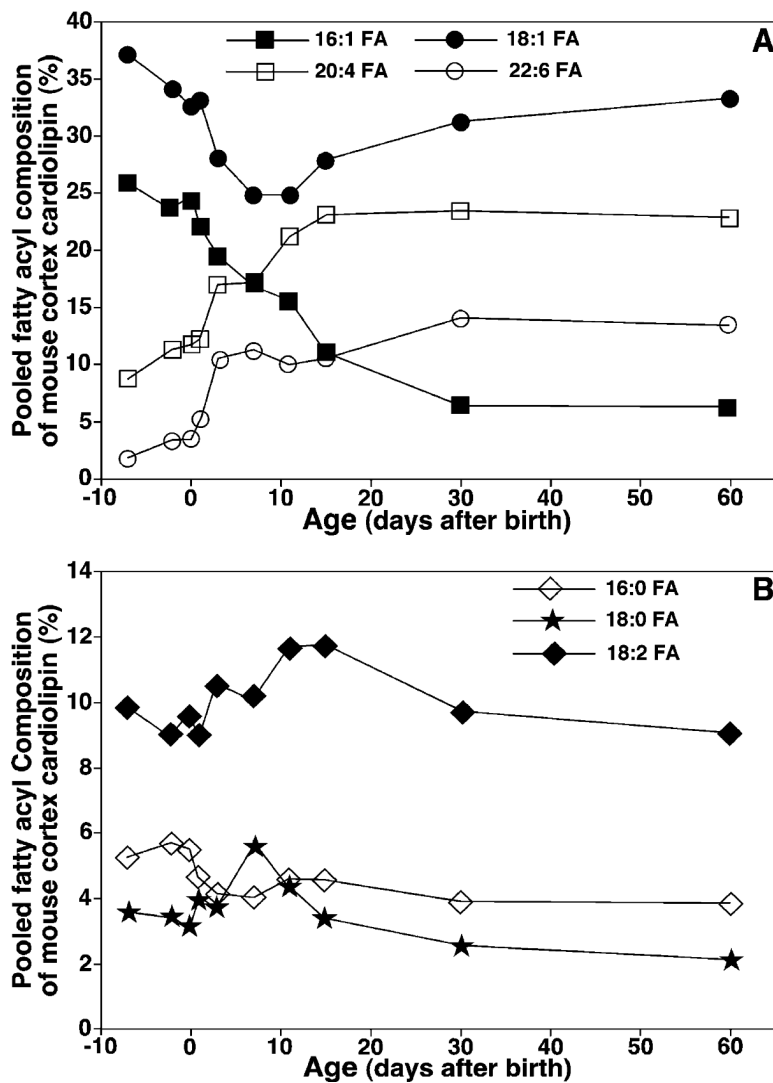 A
16:1 FA 18:1 FA
20:4 FA 22:6 FA
Pooled fatty acyl composition
of mouse cortex cardiolipin (%)
40
35
30
25
20
15
10
5
0
-10 0 10 20 30 40 50 60
Age (days after birth)
B
16:0 FA
18:0 FA
18:2 FA
Pooled fatty acyl Composition
of mouse cortex cardiolipin (%)
14
12
10
8
6
4
2
0
-10 0 10 20 30 40 50 60
Age (days after birth)